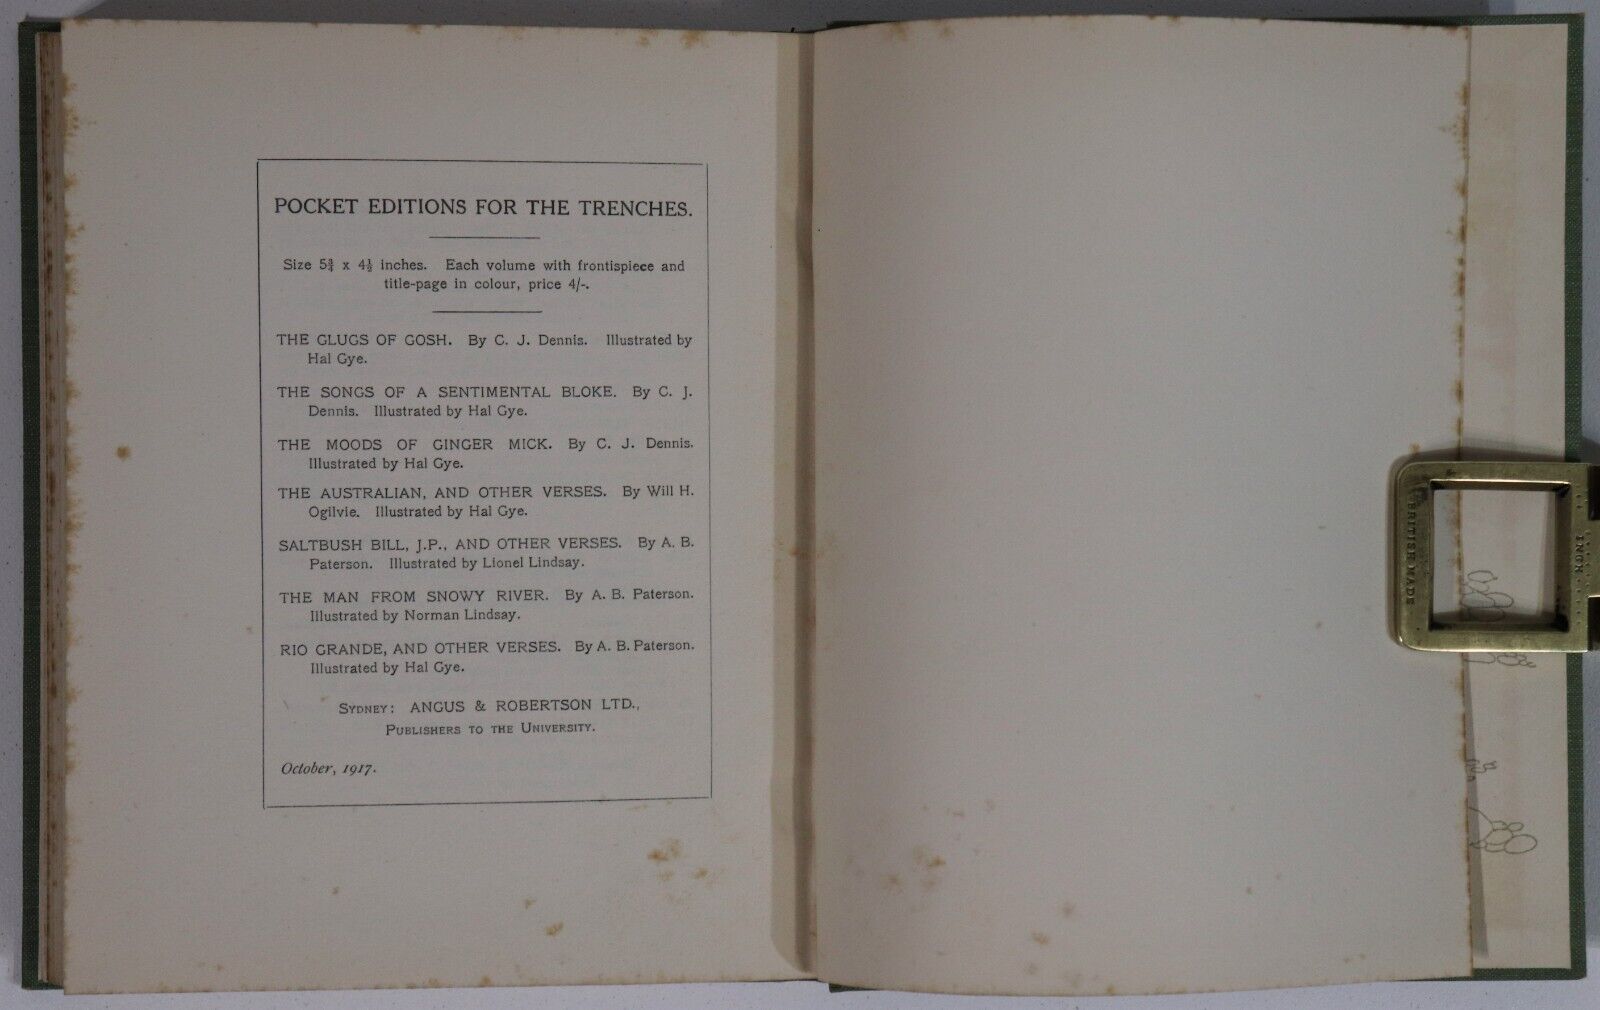 POCKET EDITIONS FOR THE TRENCHES.
Size 5¾ x 4½ inches. Each volume with frontispiece and
title-page in colour, price 4/-.
THE GLUGS OF GOSH. By C. J. Dennis. Illustrated by
Hal Gye.
THE SONGS OF A SENTIMENTAL BLOKE. By C. J.
Dennis. Illustrated by Hal Gye.
THE MOODS OF GINGER MICK. By C. J. Dennis.
Illustrated by Hal Gye.
THE AUSTRALIAN, AND OTHER VERSES. By Will H.
Ogilvie. Illustrated by Hal Gye.
SALTBUSH BILL, J.P., AND OTHER VERSES. By A. B.
Paterson. Illustrated by Lionel Lindsay.
THE MAN FROM SNOWY RIVER. By A. B. Paterson.
Illustrated by Norman Lindsay.
RIO GRANDE, AND OTHER VERSES. By A. B. Paterson.
Illustrated by Hal Gye.
SYDNEY: ANGUS & ROBERTSON LTD.,
PUBLISHERS TO THE UNIVERSITY.
October, 1917.
BRITISH MADE